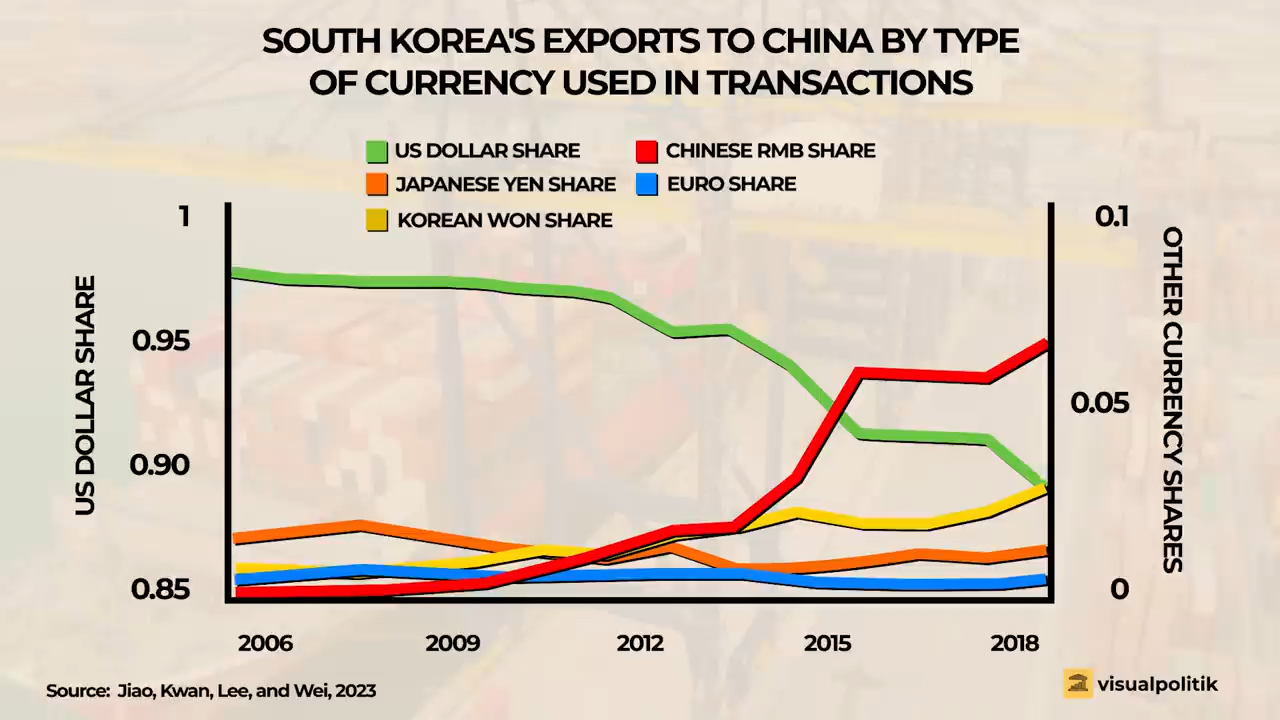 SOUTH KOREA'S EXPORTS TO CHINA BY TYPE
OF CURRENCY USED IN TRANSACTIONS
US DOLLAR SHARE
CHINESE RMB SHARE
JAPANESE YEN SHARE
EURO SHARE
KOREAN WON SHARE
US DOLLAR SHARE
1
0.95
0.90
0.85
0.1
0.05
0
OTHER CURRENCY SHARES
2006
2009
2012
2015
2018
Source: Jiao, Kwan, Lee, and Wei, 2023
visualpolitik